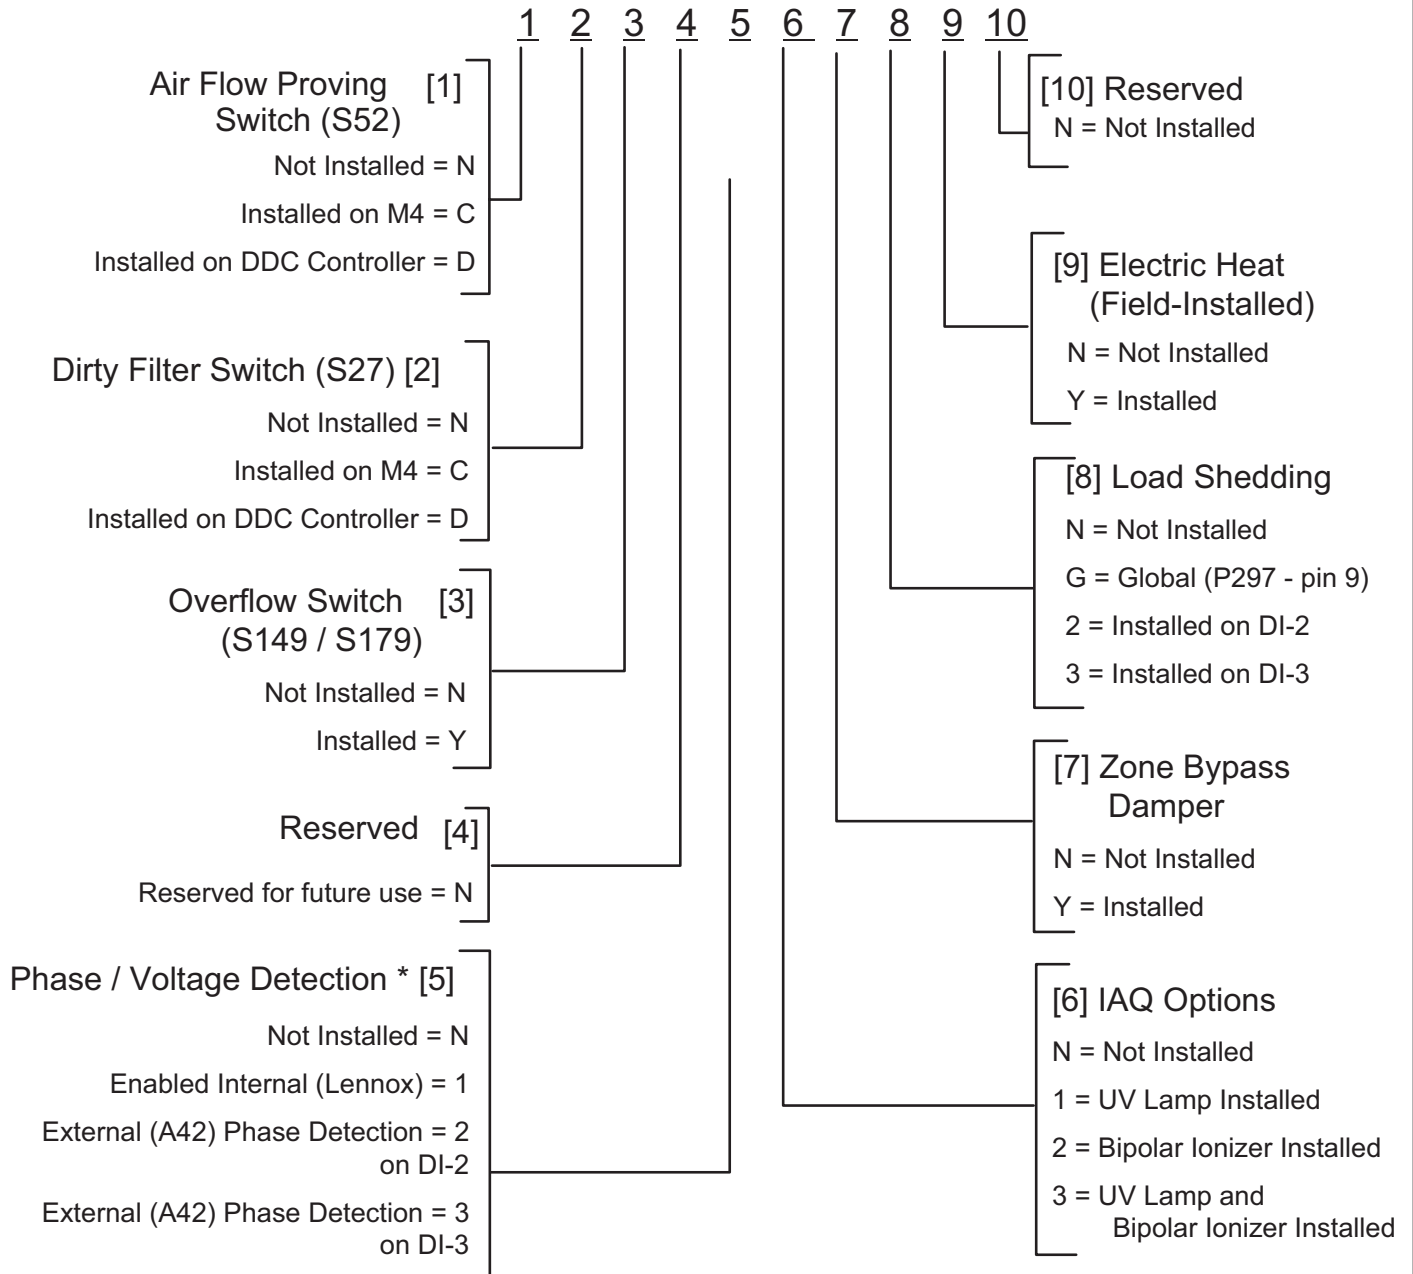 1 2 3 4 5 6 7 8 9 10
Air Flow Proving [1]
Switch (S52)
Not Installed = N
Installed on M4 = C
Installed on DDC Controller = D
Dirty Filter Switch (S27) [2]
Not Installed = N
Installed on M4 = C
Installed on DDC Controller = D
Overflow Switch [3]
(S149 / S179)
Not Installed = N
Installed = Y
Reserved [4]
Reserved for future use = N
Phase / Voltage Detection * [5]
Not Installed = N
Enabled Internal (Lennox) = 1
External (A42) Phase Detection = 2
on DI-2
External (A42) Phase Detection = 3
on DI-3
[10] Reserved
N = Not Installed
[9] Electric Heat
(Field-Installed)
N = Not Installed
Y = Installed
[8] Load Shedding
N = Not Installed
G = Global (P297 - pin 9)
2 = Installed on DI-2
3 = Installed on DI-3
[7] Zone Bypass
Damper
N = Not Installed
Y = Installed
[6] IAQ Options
N = Not Installed
1 = UV Lamp Installed
2 = Bipolar Ionizer Installed
3 = UV Lamp and
Bipolar Ionizer Installed